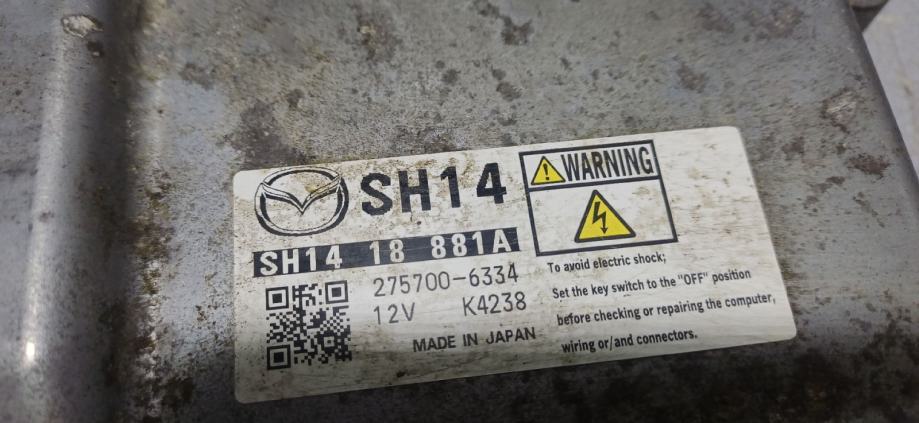 SH14
SH14 18 881A
275700-6334
12V K4238
MADE IN JAPAN
WARNING
To avoid electric shock;
Set the key switch to the "OFF" position
before checking or repairing the computer,
wiring or/and connectors.